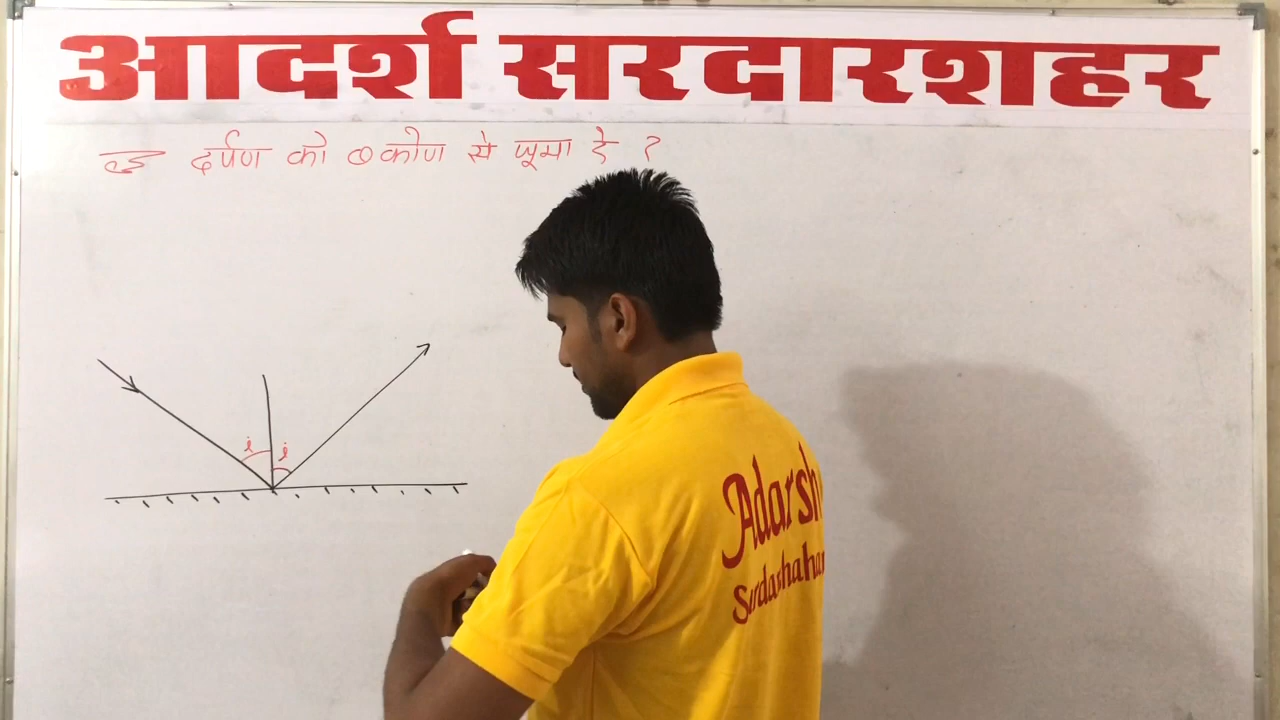 आदर्श सरदारशहर
दर्पण को θ कोण से घूमा दे ?
i i
Adarsh
Sardarshahar